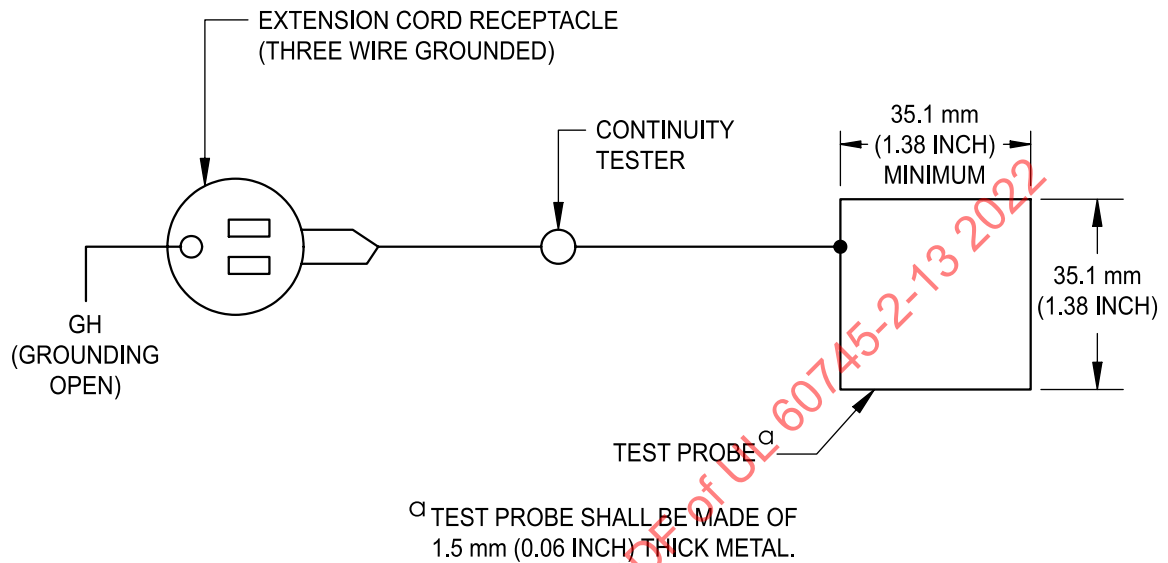 EXTENSION CORD RECEPTACLE
(THREE WIRE GROUNDED)
CONTINUITY
TESTER
35.1 mm
(1.38 INCH)
MINIMUM
35.1 mm
(1.38 INCH)
GH
(GROUNDING
OPEN)
TEST PROBE a
a TEST PROBE SHALL BE MADE OF
1.5 mm (0.06 INCH) THICK METAL.
of UL 60745-2-13 2022